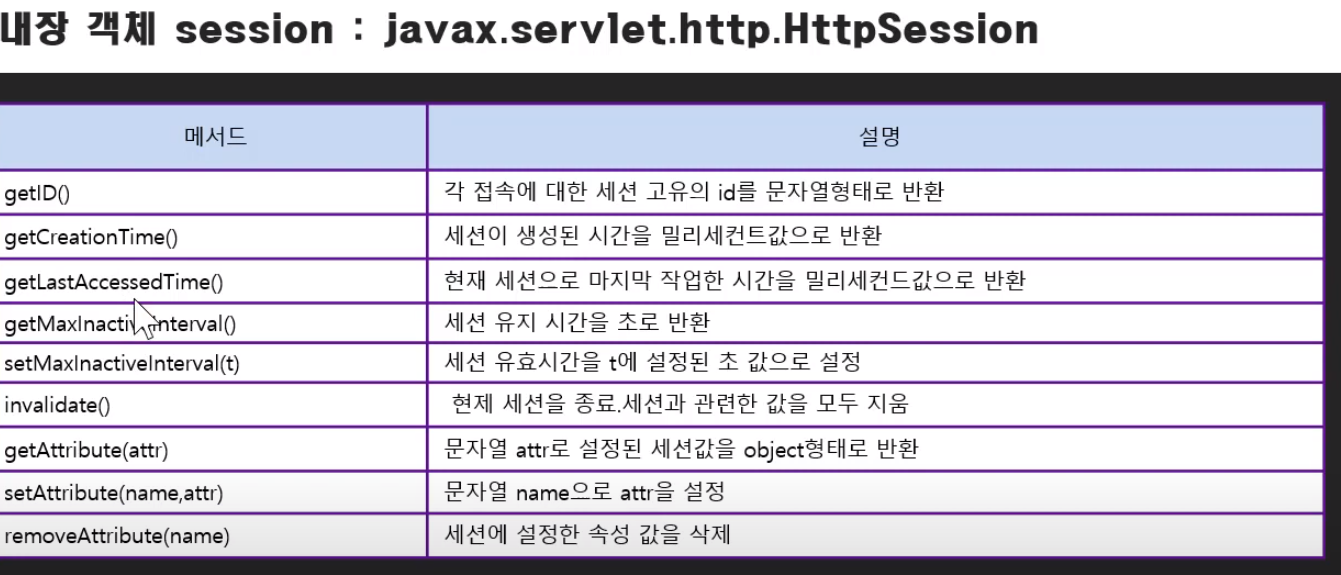 내장 객체 session : javax.servlet.http.HttpSession
메서드 설명
getID() 각 접속에 대한 세션 고유의 id를 문자열형태로 반환
getCreationTime() 세션이 생성된 시간을 밀리세컨트값으로 반환
getLastAccessedTime() 현재 세션으로 마지막 작업한 시간을 밀리세컨드값으로 반환
getMaxInactiveInterval() 세션 유지 시간을 초로 반환
setMaxInactiveInterval(t) 세션 유효시간을 t에 설정된 초 값으로 설정
invalidate() 현제 세션을 종료.세션과 관련한 값을 모두 지움
getAttribute(attr) 문자열 attr로 설정된 세션값을 object형태로 반환
setAttribute(name,attr) 문자열 name으로 attr을 설정
removeAttribute(name) 세션에 설정한 속성 값을 삭제